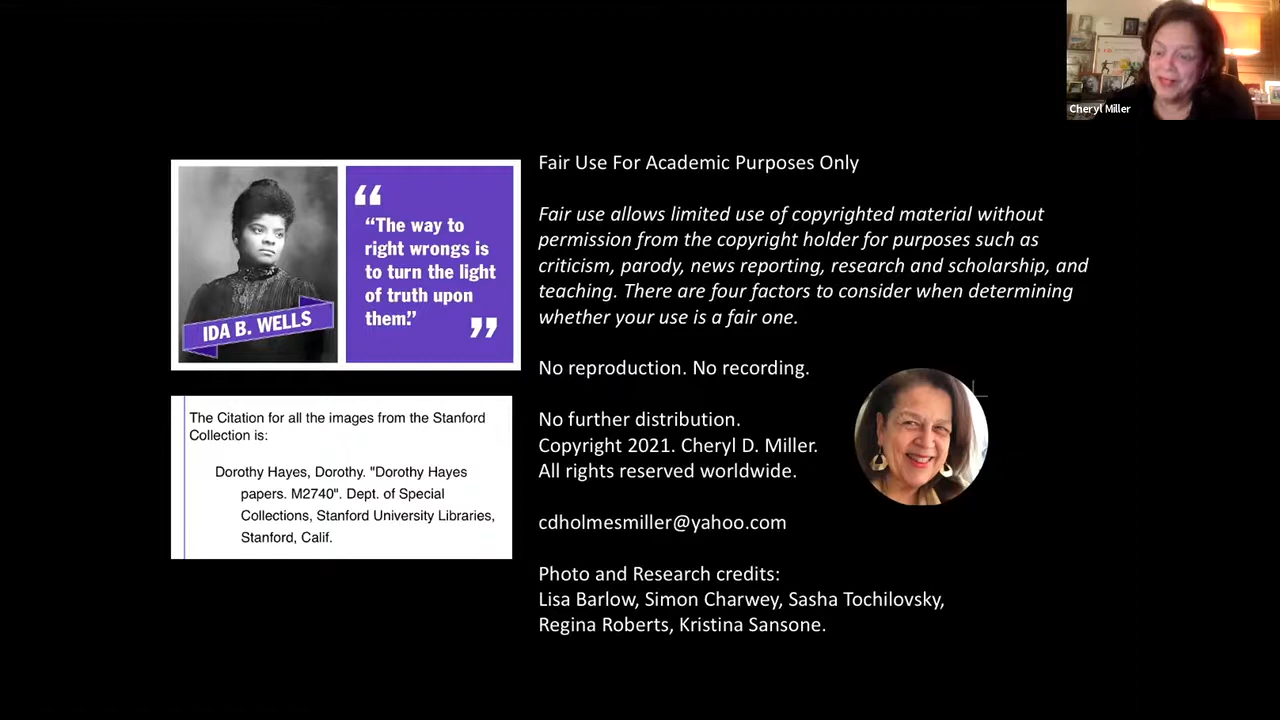 Cheryl Miller
“
“The way to
right wrongs is
to turn the light
of truth upon
them.”
”
IDA B. WELLS
The Citation for all the images from the Stanford
Collection is:
Dorothy Hayes, Dorothy. "Dorothy Hayes
papers. M2740". Dept. of Special
Collections, Stanford University Libraries,
Stanford, Calif.
Fair Use For Academic Purposes Only
Fair use allows limited use of copyrighted material without
permission from the copyright holder for purposes such as
criticism, parody, news reporting, research and scholarship, and
teaching. There are four factors to consider when determining
whether your use is a fair one.
No reproduction. No recording.
No further distribution.
Copyright 2021. Cheryl D. Miller.
All rights reserved worldwide.
cdholmesmiller@yahoo.com
Photo and Research credits:
Lisa Barlow, Simon Charwey, Sasha Tochilovsky,
Regina Roberts, Kristina Sansone.